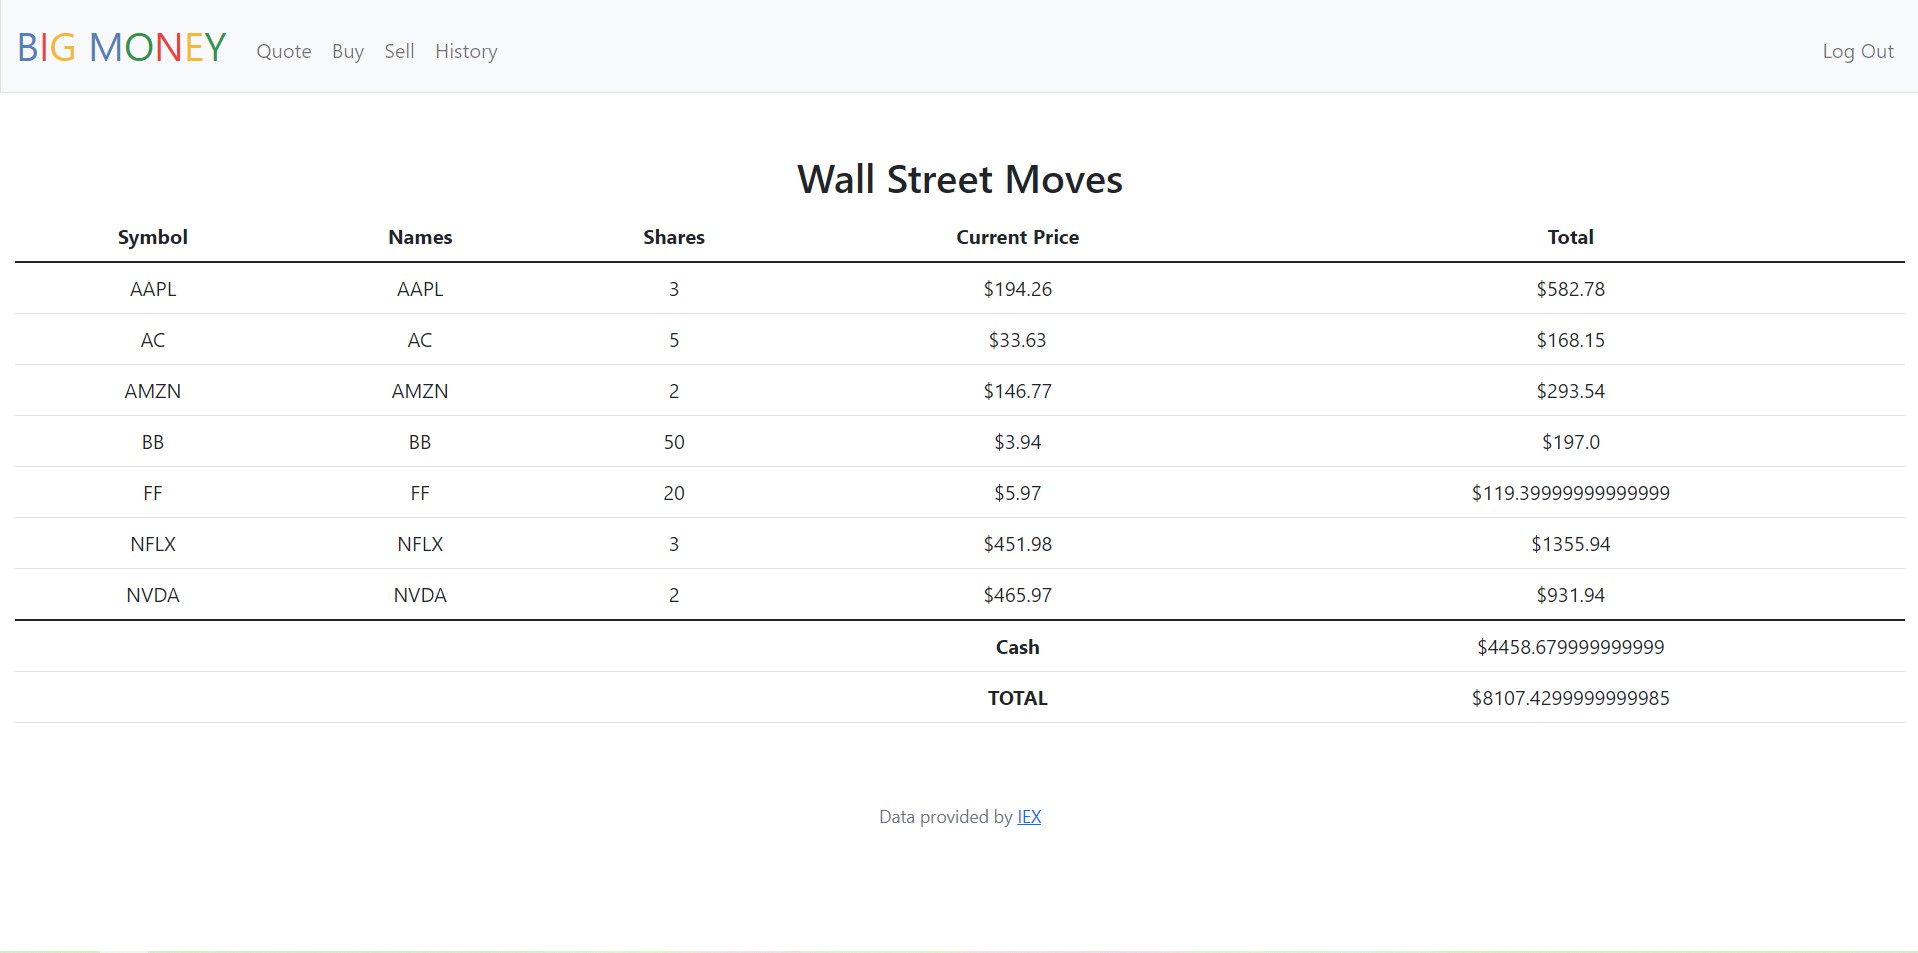 BIG MONEY Quote Buy Sell History Log Out
Wall Street Moves
Symbol Names Shares Current Price Total
AAPL AAPL 3 $194.26 $582.78
AC AC 5 $33.63 $168.15
AMZN AMZN 2 $146.77 $293.54
BB BB 50 $3.94 $197.0
FF FF 20 $5.97 $119.39999999999999
NFLX NFLX 3 $451.98 $1355.94
NVDA NVDA 2 $465.97 $931.94
Cash $4458.679999999999
TOTAL $8107.4299999999985
Data provided by IEX